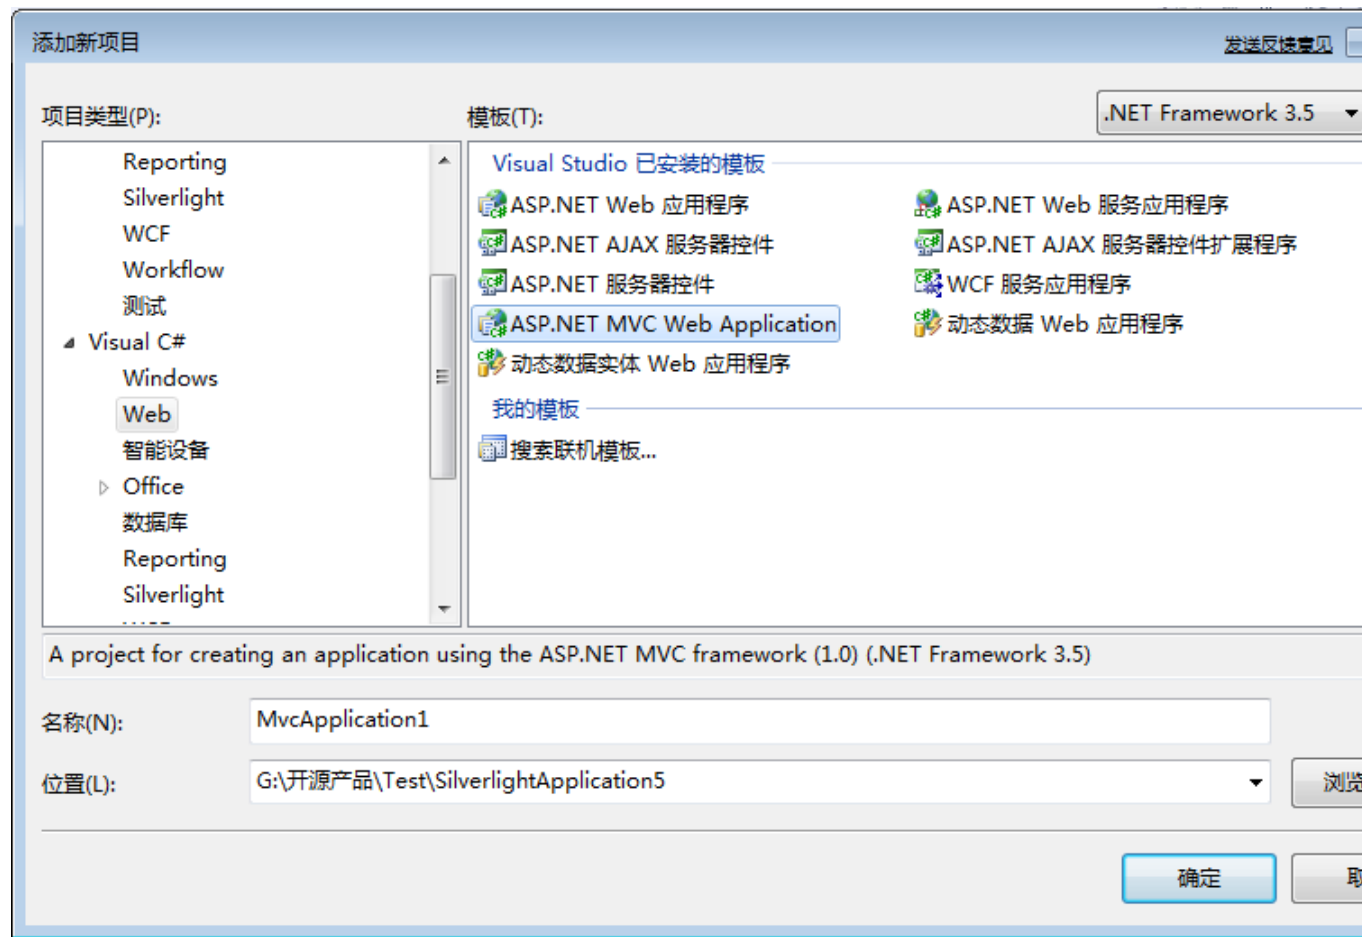 添加新项目
发送反馈意见
项目类型(P):
模板(T):
.NET Framework 3.5
Reporting
Silverlight
WCF
Workflow
测试
Visual C#
Windows
Web
智能设备
Office
数据库
Reporting
Silverlight
Visual Studio 已安装的模板
ASP.NET Web 应用程序
ASP.NET Web 服务应用程序
ASP.NET AJAX 服务器控件
ASP.NET AJAX 服务器控件扩展程序
ASP.NET 服务器控件
WCF 服务应用程序
ASP.NET MVC Web Application
动态数据 Web 应用程序
动态数据实体 Web 应用程序
我的模板
搜索联机模板...
A project for creating an application using the ASP.NET MVC framework (1.0) (.NET Framework 3.5)
名称(N):
MvcApplication1
位置(L):
G:\开源产品\Test\SilverlightApplication5
浏览
确定